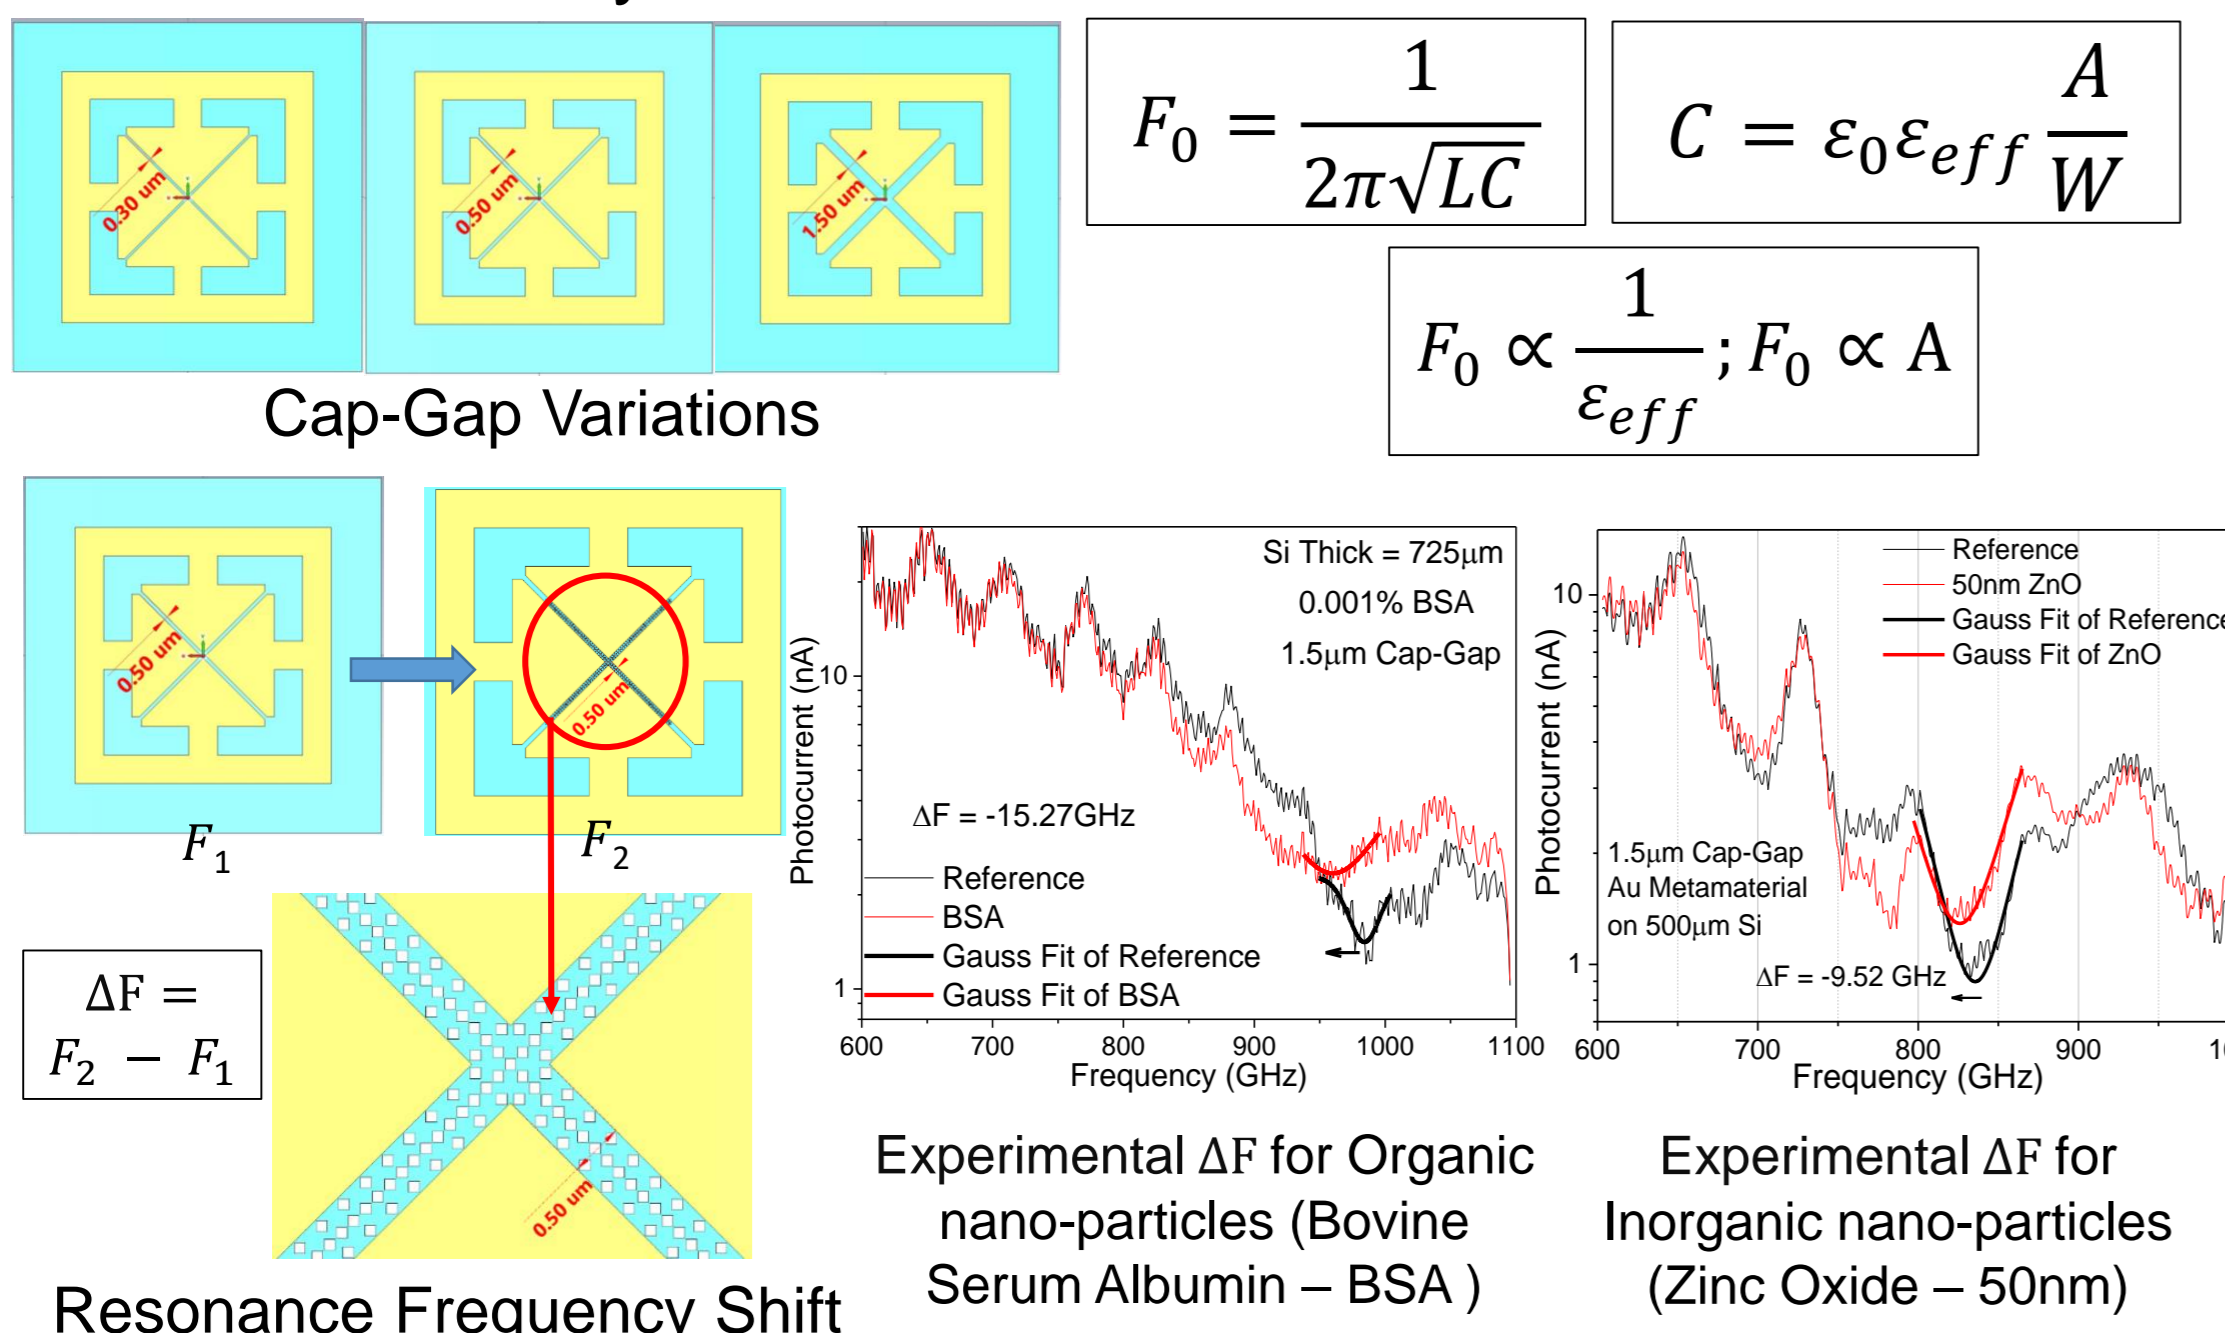 0.30 um
0.50 um
1.50 um
Cap-Gap Variations
F₀ = 1 / (2π√LC)
C = ε₀ε_eff A/W
F₀ ∝ 1/ε_eff ; F₀ ∝ A
0.50 um
F₁
0.50 um
F₂
ΔF =
F₂ − F₁
0.50 um
Resonance Frequency Shift
Photocurrent (nA)
10
1
Si Thick = 725μm
0.001% BSA
1.5μm Cap-Gap
ΔF = -15.27GHz
Reference
BSA
Gauss Fit of Reference
Gauss Fit of BSA
600 700 800 900 1000 1100
Frequency (GHz)
Experimental ΔF for Organic
nano-particles (Bovine
Serum Albumin – BSA )
Photocurrent (nA)
10
1
Reference
50nm ZnO
Gauss Fit of Reference
Gauss Fit of ZnO
1.5μm Cap-Gap
Au Metamaterial
on 500μm Si
ΔF = -9.52 GHz
600 700 800 900
Frequency (GHz)
Experimental ΔF for
Inorganic nano-particles
(Zinc Oxide – 50nm)